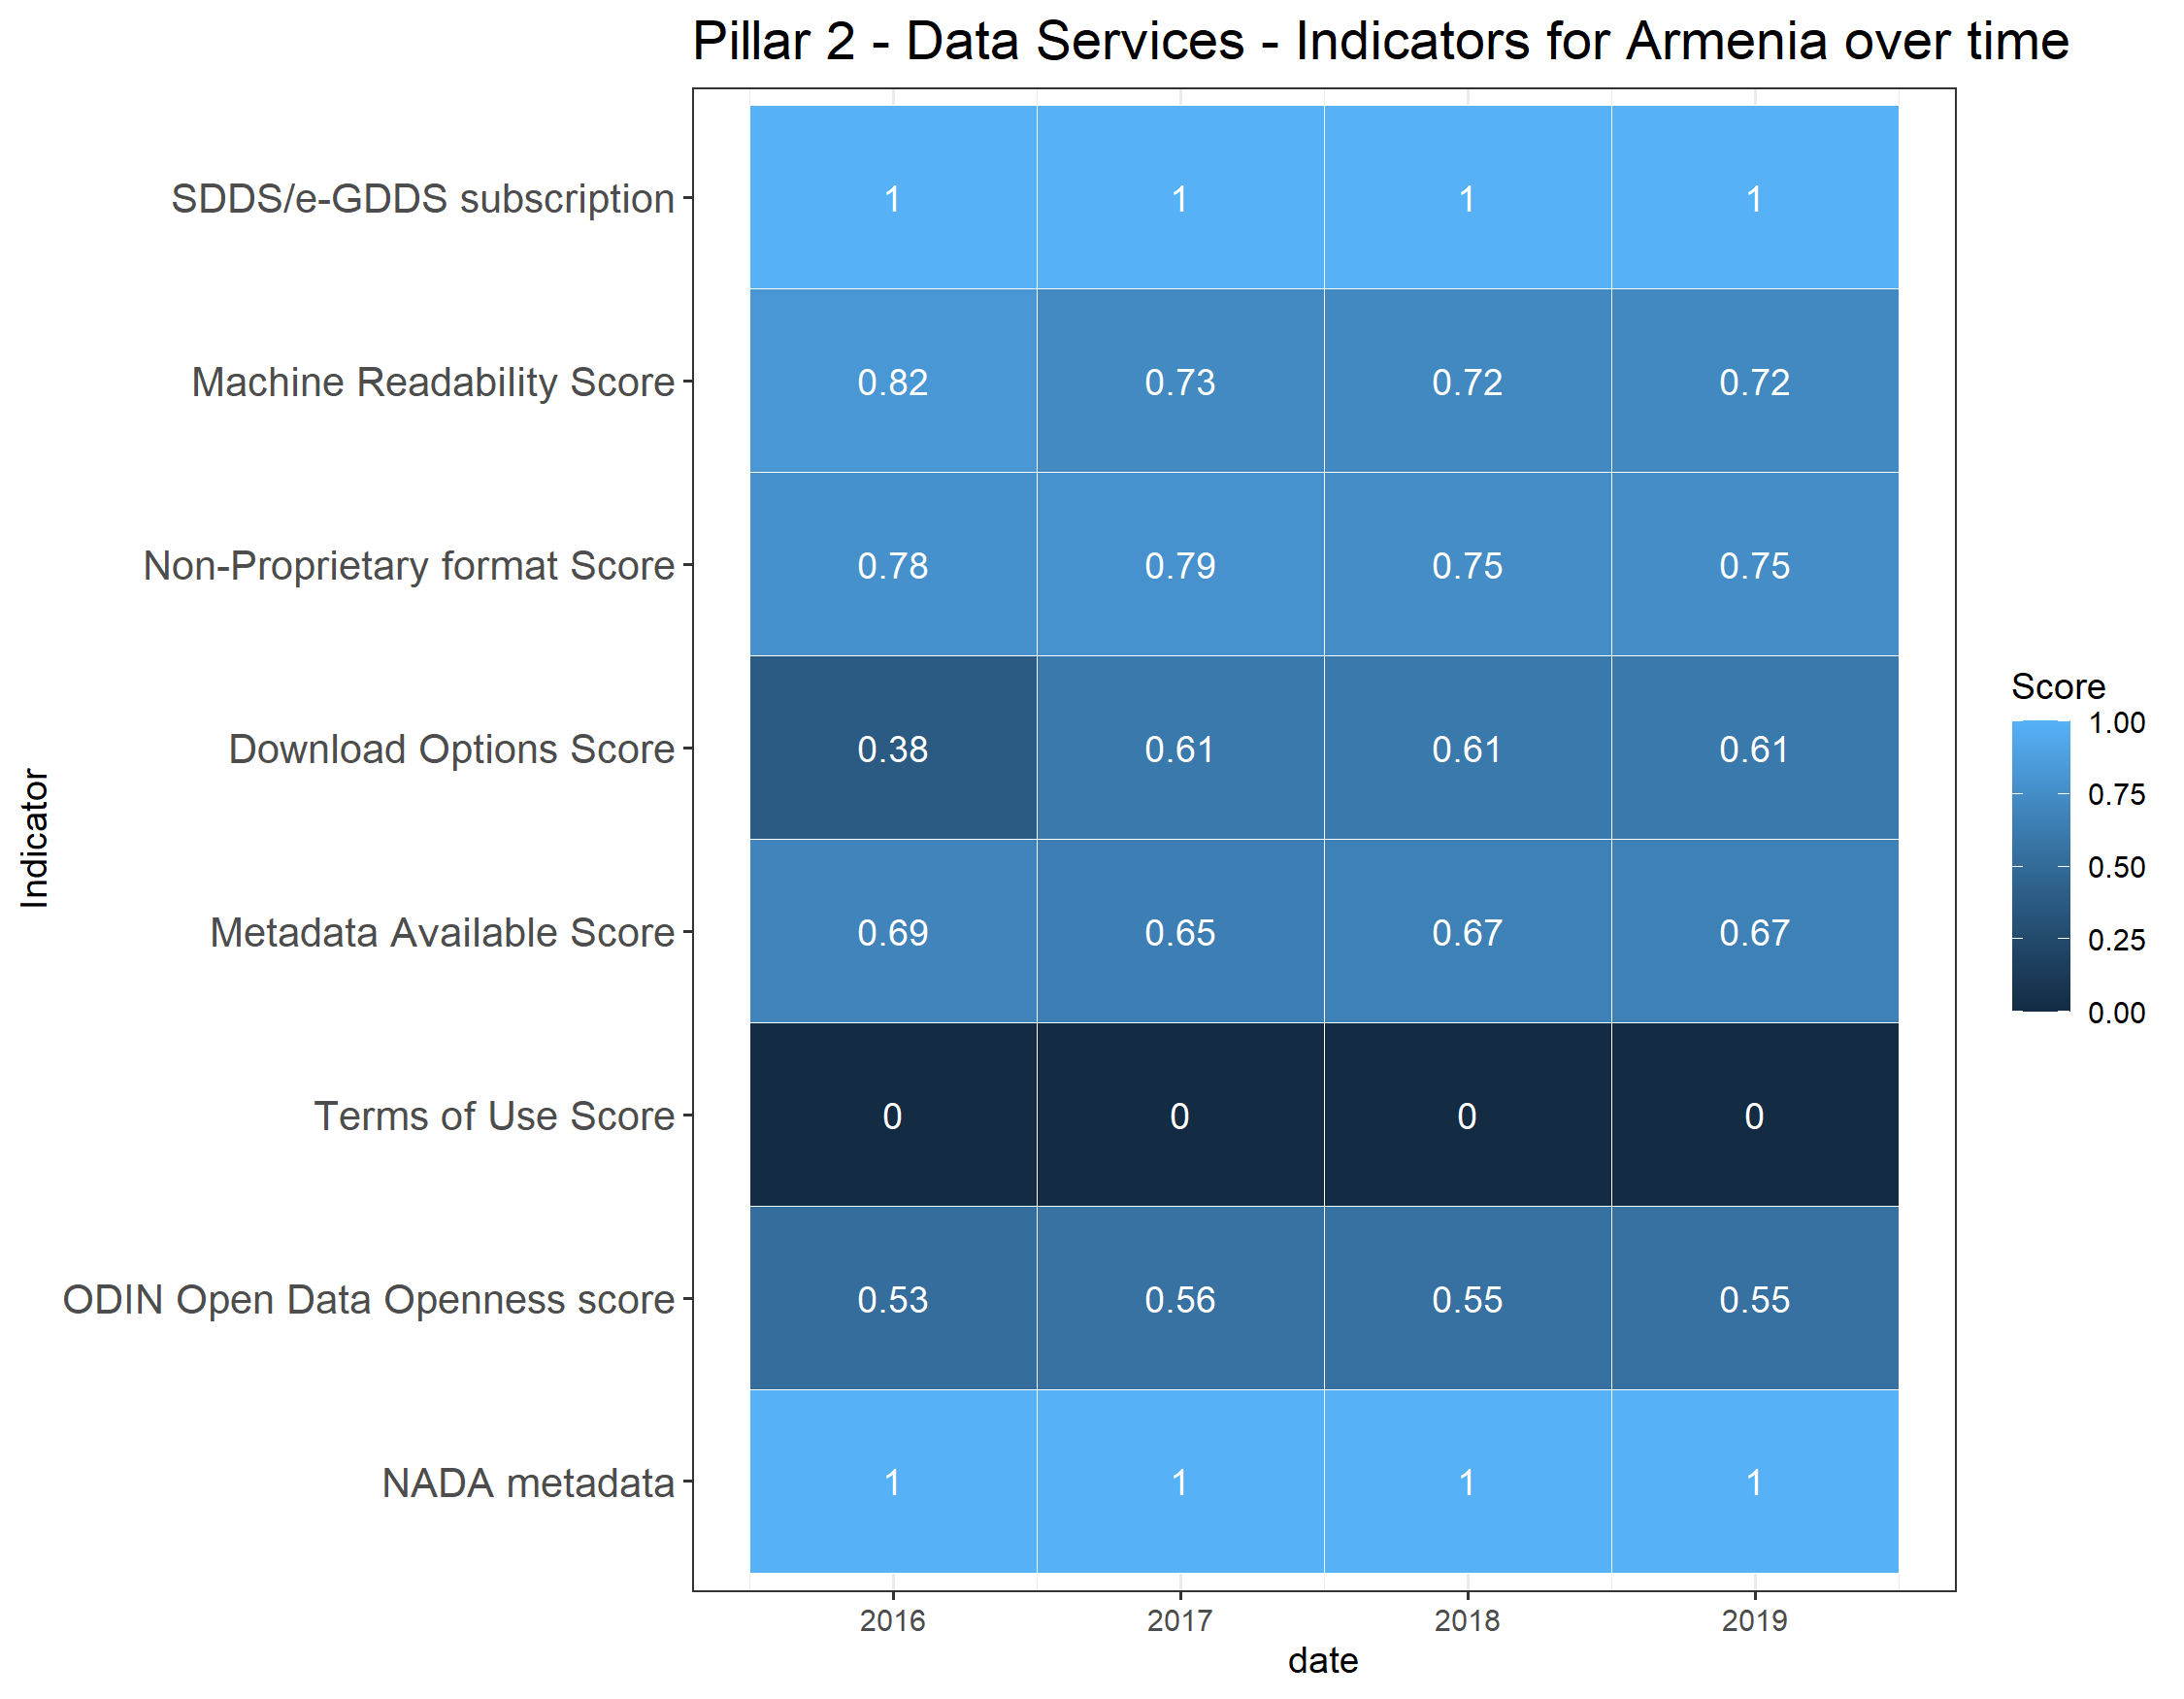 Pillar 2 - Data Services - Indicators for Armenia over time
Indicator
SDDS/e-GDDS subscription 1 1 1 1
Machine Readability Score 0.82 0.73 0.72 0.72
Non-Proprietary format Score 0.78 0.79 0.75 0.75
Download Options Score 0.38 0.61 0.61 0.61
Metadata Available Score 0.69 0.65 0.67 0.67
Terms of Use Score 0 0 0 0
ODIN Open Data Openness score 0.53 0.56 0.55 0.55
NADA metadata 1 1 1 1
2016 2017 2018 2019
date
Score
1.00
0.75
0.50
0.25
0.00